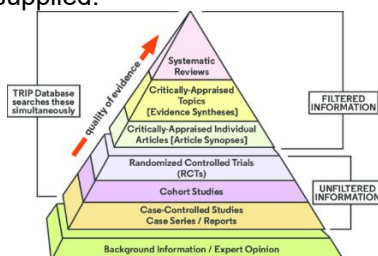 supplied.
Systematic
Reviews
Critically-Appraised
Topics
[Evidence Syntheses]
Critically-Appraised Individual
Articles [Article Synopses]
Randomized Controlled Trials
(RCTs)
Cohort Studies
Case-Controlled Studies
Case Series / Reports
Background Information / Expert Opinion
quality of evidence
TRIP Database
searches these
simultaneously
FILTERED
INFORMATION
UNFILTERED
INFORMATION